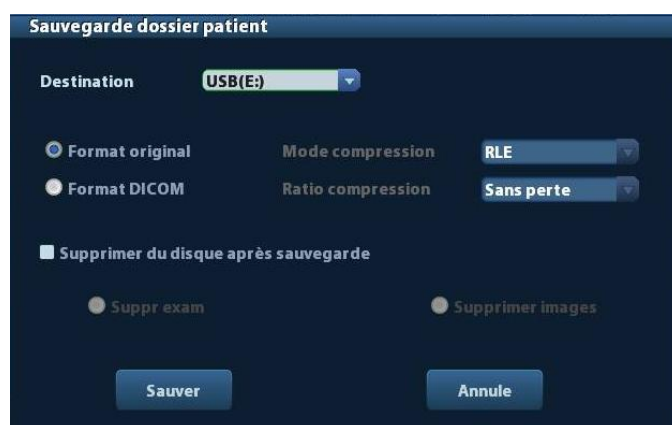 Sauvegarde dossier patient
Destination USB(E:)
Format original Mode compression RLE
Format DICOM Ratio compression Sans perte
Supprimer du disque après sauvegarde
Suppr exam Supprimer images
Sauver Annule